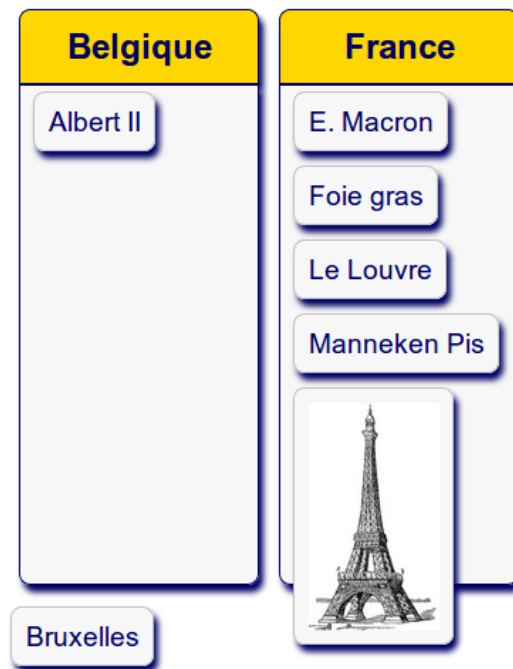 Belgique
Albert II
France
E. Macron
Foie gras
Le Louvre
Manneken Pis
Bruxelles